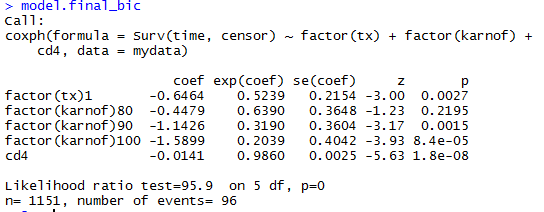 > model.final_bic
Call:
coxph(formula = Surv(time, censor) ~ factor(tx) + factor(karnof) +
    cd4, data = mydata)

                     coef exp(coef) se(coef)     z       p
factor(tx)1       -0.6464    0.5239   0.2154 -3.00  0.0027
factor(karnof)80  -0.4479    0.6390   0.3648 -1.23  0.2195
factor(karnof)90  -1.1426    0.3190   0.3604 -3.17  0.0015
factor(karnof)100 -1.5899    0.2039   0.4042 -3.93 8.4e-05
cd4               -0.0141    0.9860   0.0025 -5.63 1.8e-08

Likelihood ratio test=95.9  on 5 df, p=0
n= 1151, number of events= 96